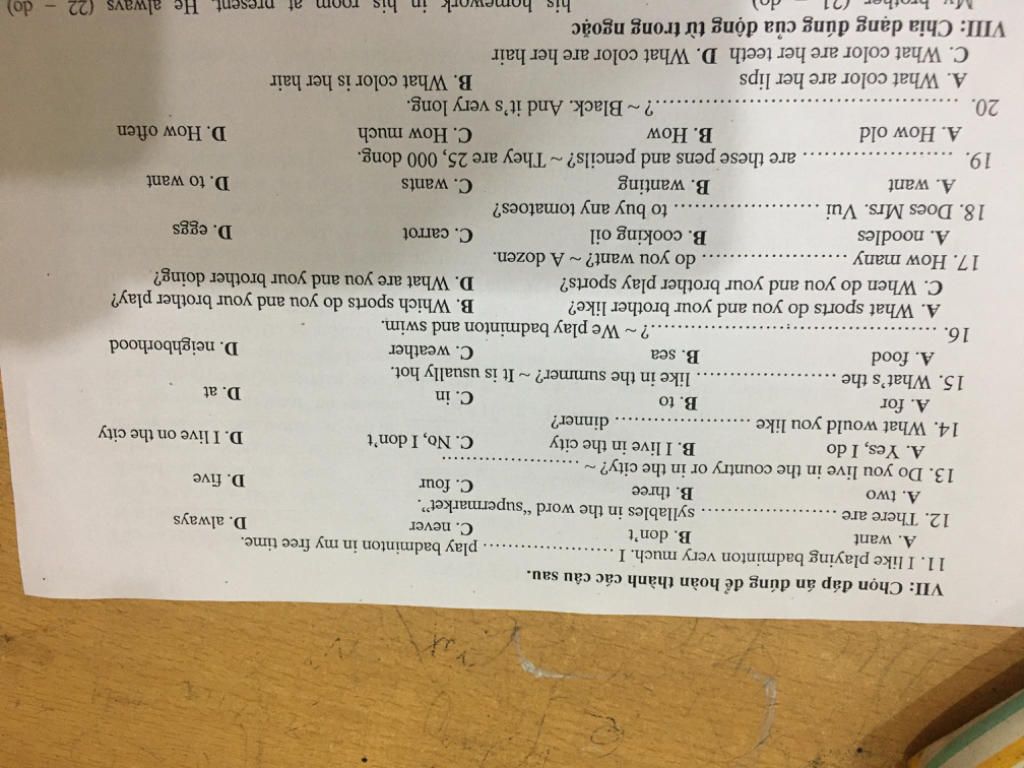 VII: Chọn đáp án đúng để hoàn thành các câu sau.
11. I like playing badminton very much. I .................... play badminton in my free time.
A. want B. don't C. never D. always
12. There are ..................... syllables in the word "supermarket".
A. two B. three C. four D. five
13. Do you live in the country or in the city? ~ .....................
A. Yes, I do B. I live in the city C. No, I don't D. I live on the city
14. What would you like ..................... dinner?
A. for B. to C. in D. at
15. What's the ..................... like in the summer? ~ It is usually hot.
A. food B. sea C. weather D. neighborhood
16. ..........................................? ~ We play badminton and swim.
A. What sports do you and your brother like? B. Which sports do you and your brother play?
C. When do you and your brother play sports? D. What are you and your brother doing?
17. How many ..................... do you want? ~ A dozen.
A. noodles B. cooking oil C. carrot D. eggs
18. Does Mrs. Vui ..................... to buy any tomatoes?
A. want B. wanting C. wants D. to want
19. ..................... are these pens and pencils? ~ They are 25, 000 dong.
A. How old B. How C. How much D. How often
20. ..........................................? ~ Black. And it's very long.
A. What color are her lips B. What color is her hair
C. What color are her teeth D. What color are her hair
VIII: Chia dạng đúng của động từ trong ngoặc
My brother (21 – do) his homework in his room at present. He always (22 – do)